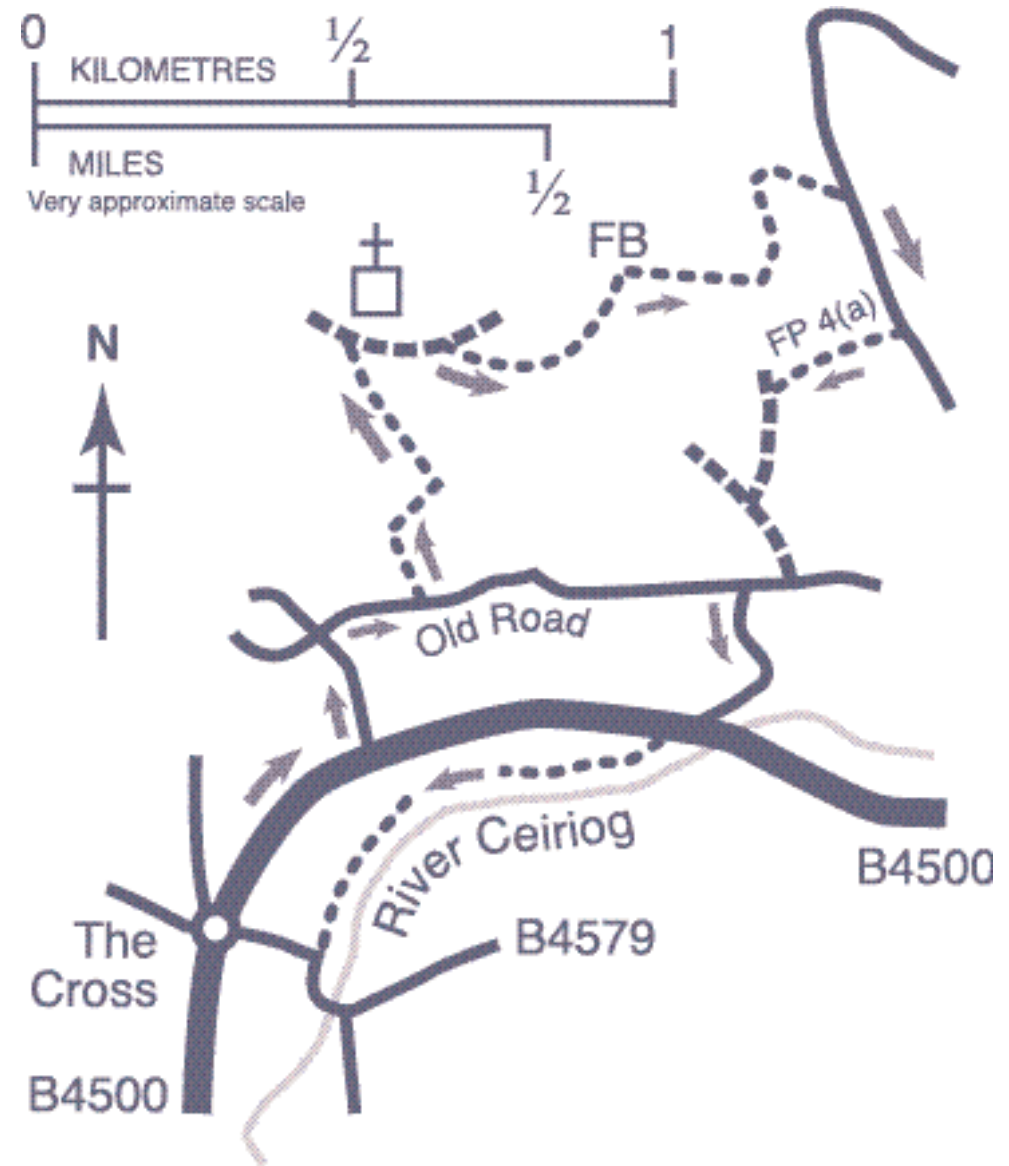 0
½
1
KILOMETRES
MILES
½
Very approximate scale
FB
FP 4(a)
N
Old Road
River Ceiriog
B4500
B4579
The
Cross
B4500